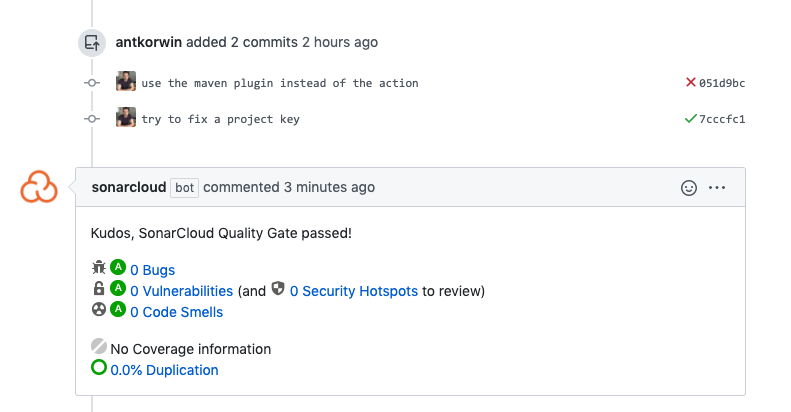 antkorwin added 2 commits 2 hours ago
use the maven plugin instead of the action 051d9bc
try to fix a project key 7cccfc1
sonarcloud bot commented 3 minutes ago
Kudos, SonarCloud Quality Gate passed!
A 0 Bugs
A 0 Vulnerabilities (and 0 Security Hotspots to review)
A 0 Code Smells
No Coverage information
0.0% Duplication